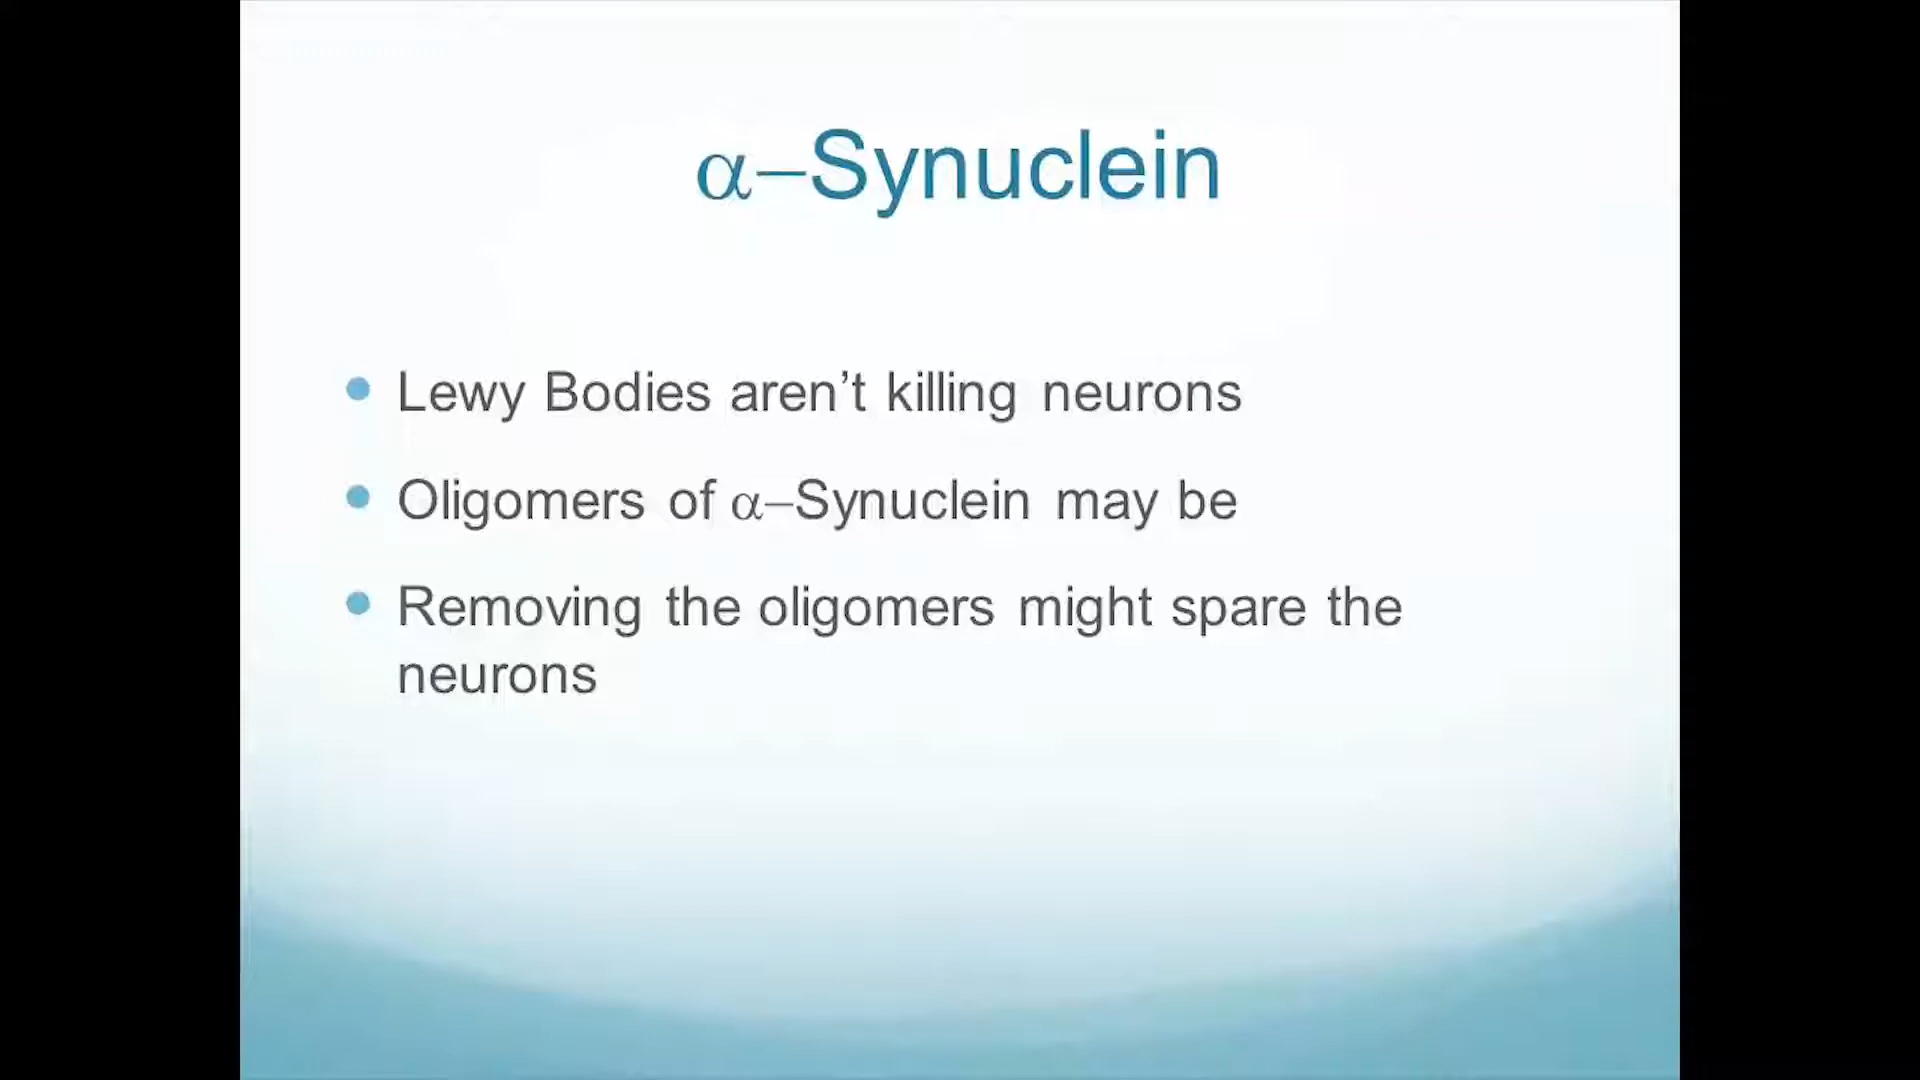 α–Synuclein
Lewy Bodies aren’t killing neurons
Oligomers of α–Synuclein may be
Removing the oligomers might spare the
neurons